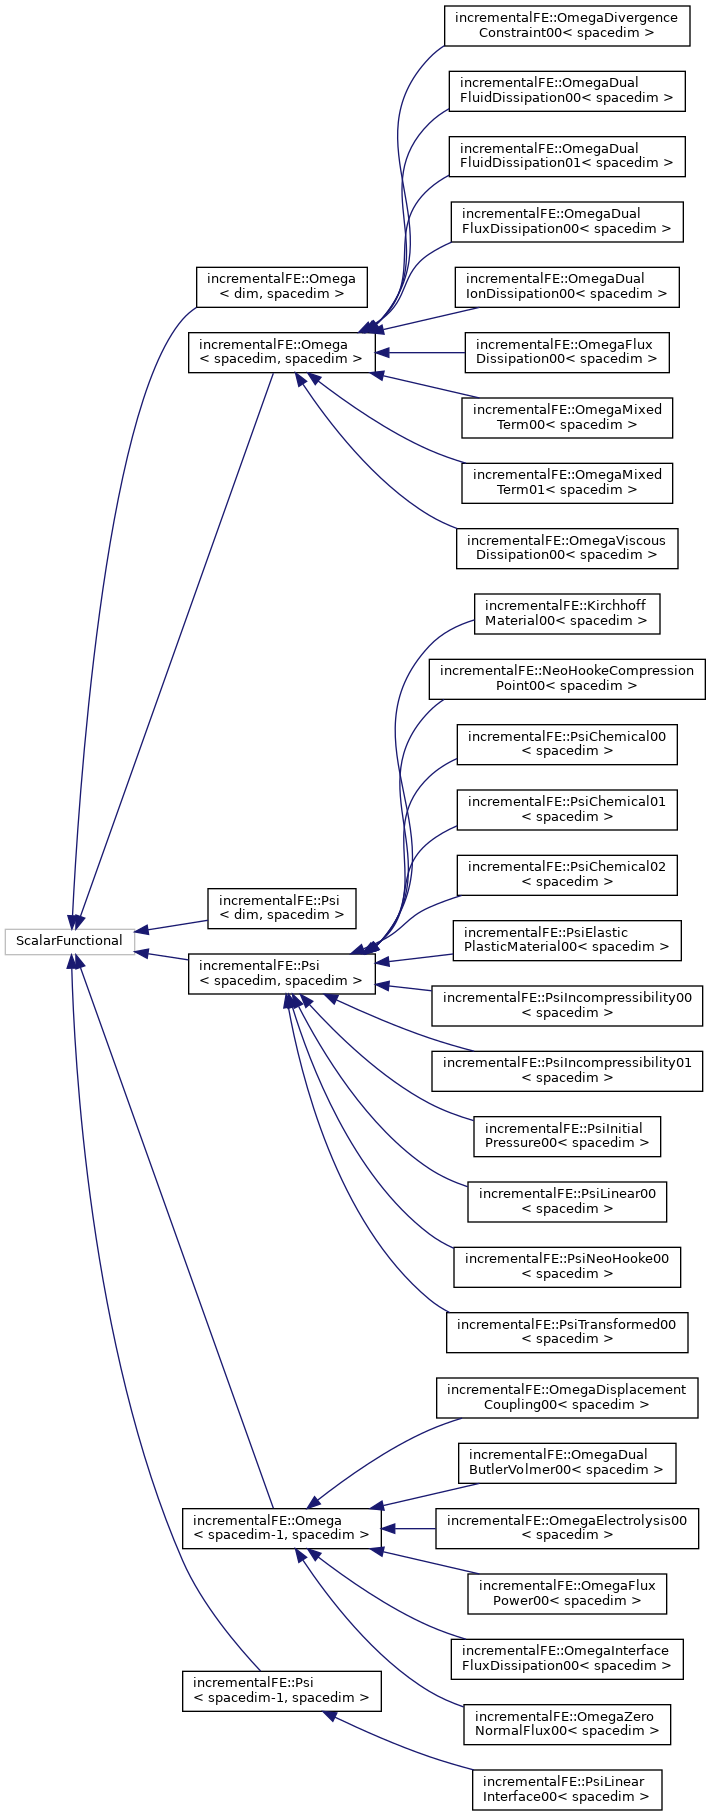 incrementalFE::OmegaDivergence
Constraint00< spacedim >
incrementalFE::OmegaDual
FluidDissipation00< spacedim >
incrementalFE::OmegaDual
FluidDissipation01< spacedim >
incrementalFE::OmegaDual
FluxDissipation00< spacedim >
incrementalFE::Omega
< dim, spacedim >
incrementalFE::OmegaDual
IonDissipation00< spacedim >
incrementalFE::Omega
< spacedim, spacedim >
incrementalFE::OmegaFlux
Dissipation00< spacedim >
incrementalFE::OmegaMixed
Term00< spacedim >
incrementalFE::OmegaMixed
Term01< spacedim >
incrementalFE::OmegaViscous
Dissipation00< spacedim >
incrementalFE::Kirchhoff
Material00< spacedim >
incrementalFE::NeoHookeCompression
Point00< spacedim >
incrementalFE::PsiChemical00
< spacedim >
incrementalFE::PsiChemical01
< spacedim >
incrementalFE::PsiChemical02
< spacedim >
incrementalFE::Psi
< dim, spacedim >
ScalarFunctional
incrementalFE::PsiElastic
PlasticMaterial00< spacedim >
incrementalFE::Psi
< spacedim, spacedim >
incrementalFE::PsiIncompressibility00
< spacedim >
incrementalFE::PsiIncompressibility01
< spacedim >
incrementalFE::PsiInitial
Pressure00< spacedim >
incrementalFE::PsiLinear00
< spacedim >
incrementalFE::PsiNeoHooke00
< spacedim >
incrementalFE::PsiTransformed00
< spacedim >
incrementalFE::OmegaDisplacement
Coupling00< spacedim >
incrementalFE::OmegaDual
ButlerVolmer00< spacedim >
incrementalFE::Omega
< spacedim-1, spacedim >
incrementalFE::OmegaElectrolysis00
< spacedim >
incrementalFE::OmegaFlux
Power00< spacedim >
incrementalFE::OmegaInterface
FluxDissipation00< spacedim >
incrementalFE::Psi
< spacedim-1, spacedim >
incrementalFE::OmegaZero
NormalFlux00< spacedim >
incrementalFE::PsiLinear
Interface00< spacedim >